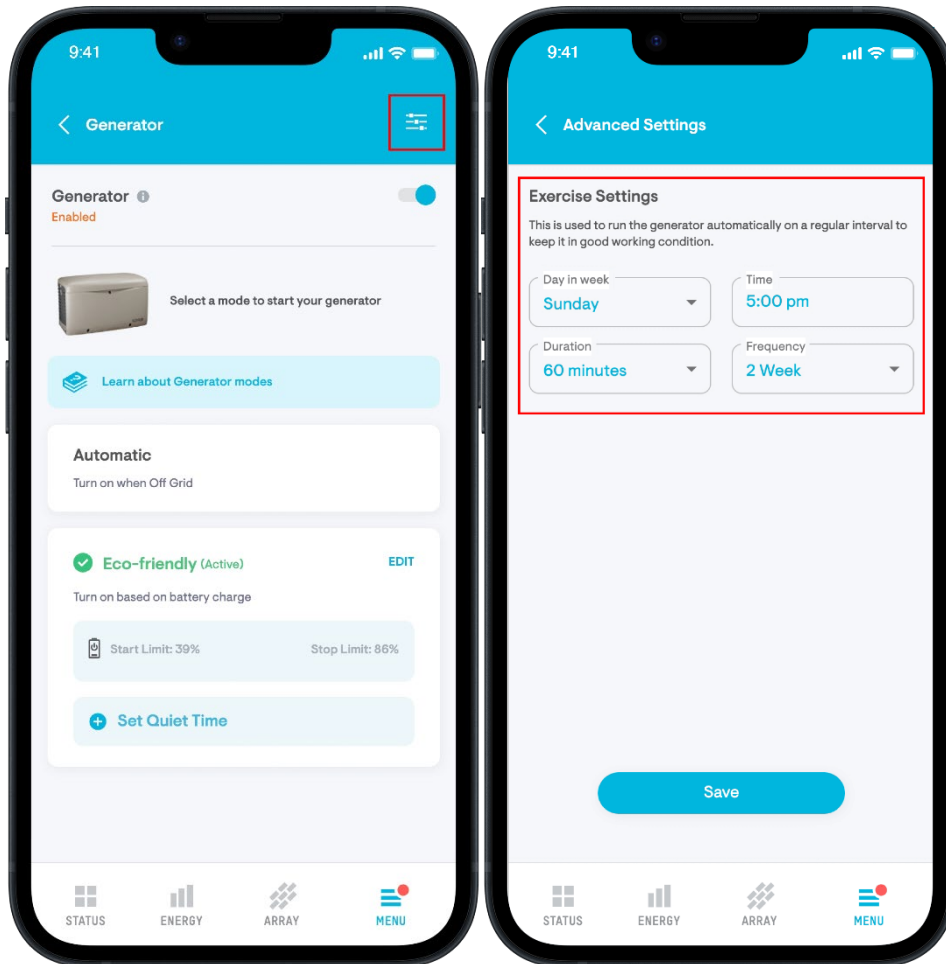 9:41
Generator
Generator
Enabled
Select a mode to start your generator
Learn about Generator modes
Automatic
Turn on when Off Grid
Eco-friendly (Active)
EDIT
Turn on based on battery charge
Start Limit: 39%
Stop Limit: 86%
Set Quiet Time
STATUS
ENERGY
ARRAY
MENU
9:41
Advanced Settings
Exercise Settings
This is used to run the generator automatically on a regular interval to
keep it in good working condition.
Day in week
Sunday
Time
5:00 pm
Duration
60 minutes
Frequency
2 Week
Save
STATUS
ENERGY
ARRAY
MENU